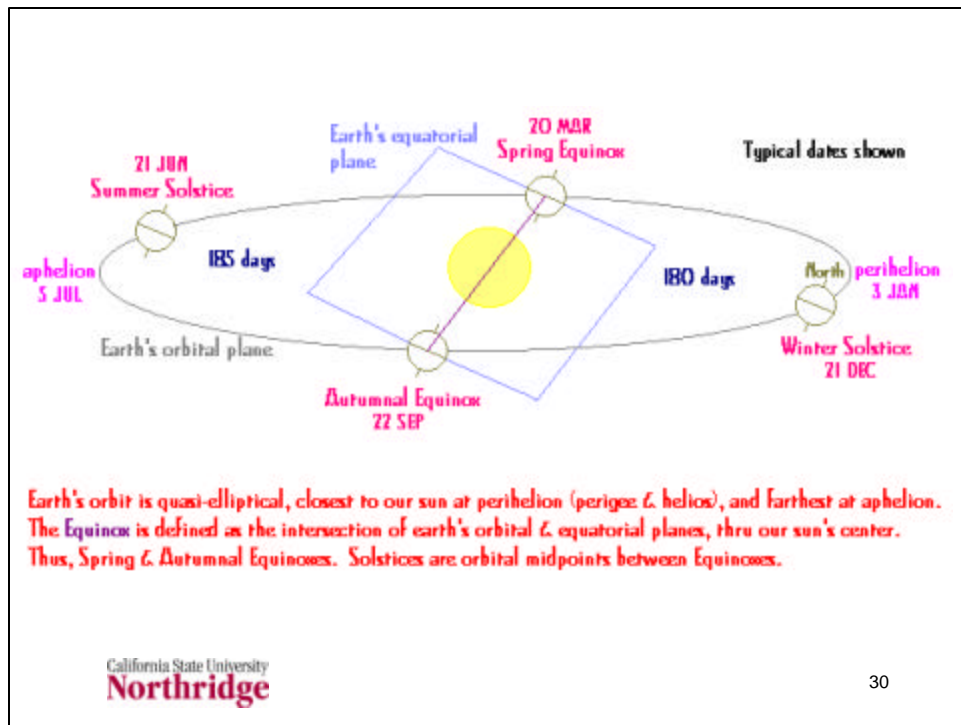 20 MAR
Spring Equinox
Earth's equatorial
plane
Typical dates shown
21 JUN
Summer Solstice
185 days
180 days
aphelion
5 JUL
North
perihelion
3 JAN
Earth's orbital plane
Winter Solstice
21 DEC
Autumnal Equinox
22 SEP
Earth's orbit is quasi-elliptical, closest to our sun at perihelion (perigee & helios), and farthest at aphelion.
The Equinox is defined as the intersection of earth's orbital & equatorial planes, thru our sun's center.
Thus, Spring & Autumnal Equinoxes. Solstices are orbital midpoints between Equinoxes.
California State University
Northridge
30